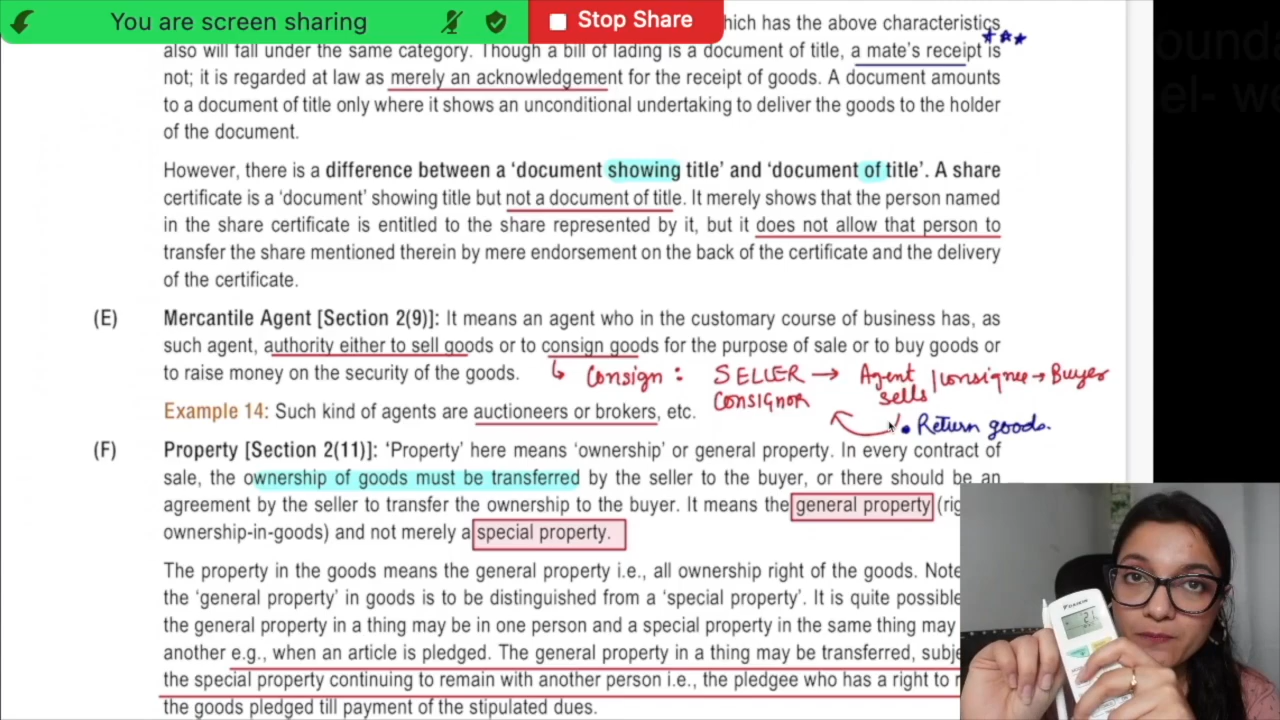 You are screen sharing
Stop Share
hich has the above characteristics
also will fall under the same category. Though a bill of lading is a document of title, a mate's receipt is
not; it is regarded at law as merely an acknowledgement for the receipt of goods. A document amounts
to a document of title only where it shows an unconditional undertaking to deliver the goods to the holder
of the document.
However, there is a difference between a 'document showing title' and 'document of title'. A share
certificate is a 'document' showing title but not a document of title. It merely shows that the person named
in the share certificate is entitled to the share represented by it, but it does not allow that person to
transfer the share mentioned therein by mere endorsement on the back of the certificate and the delivery
of the certificate.
(E) Mercantile Agent [Section 2(9)]: It means an agent who in the customary course of business has, as
such agent, authority either to sell goods or to consign goods for the purpose of sale or to buy goods or
to raise money on the security of the goods.
Consign : SELLER → Agent | Consignee → Buyer
CONSIGNOR sells
Example 14: Such kind of agents are auctioneers or brokers, etc.
• Return goods.
(F) Property [Section 2(11)]: 'Property' here means 'ownership' or general property. In every contract of
sale, the ownership of goods must be transferred by the seller to the buyer, or there should be an
agreement by the seller to transfer the ownership to the buyer. It means the general property (rig
ownership-in-goods) and not merely a special property.
The property in the goods means the general property i.e., all ownership right of the goods. Note
the 'general property' in goods is to be distinguished from a 'special property'. It is quite possible
the general property in a thing may be in one person and a special property in the same thing may
another e.g., when an article is pledged. The general property in a thing may be transferred, subje
the special property continuing to remain with another person i.e., the pledgee who has a right to r
the goods pledged till payment of the stipulated dues.
ound
el- wo
DAIKIN